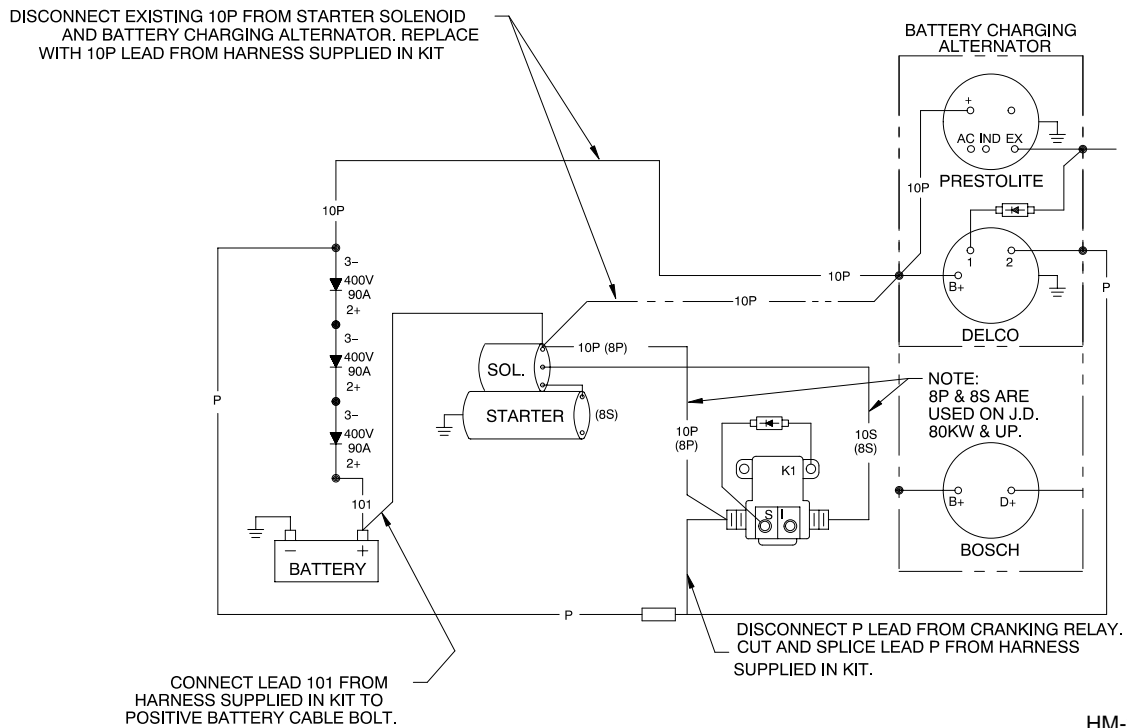 DISCONNECT EXISTING 10P FROM STARTER SOLENOID
AND BATTERY CHARGING ALTERNATOR. REPLACE
WITH 10P LEAD FROM HARNESS SUPPLIED IN KIT
BATTERY CHARGING
ALTERNATOR
+
AC IND EX
PRESTOLITE
10P
10P
1 2
B+
DELCO
P
10P
10P
3–
400V
90A
2+
3–
400V
90A
2+
3–
400V
90A
2+
P
101
– +
BATTERY
SOL.
STARTER
(8S)
10P (8P)
10P
(8P)
10S
(8S)
K1
S I
NOTE:
8P & 8S ARE
USED ON J.D.
80KW & UP.
B+ D+
BOSCH
P
DISCONNECT P LEAD FROM CRANKING RELAY.
CUT AND SPLICE LEAD P FROM HARNESS
SUPPLIED IN KIT.
CONNECT LEAD 101 FROM
HARNESS SUPPLIED IN KIT TO
POSITIVE BATTERY CABLE BOLT.
HM-